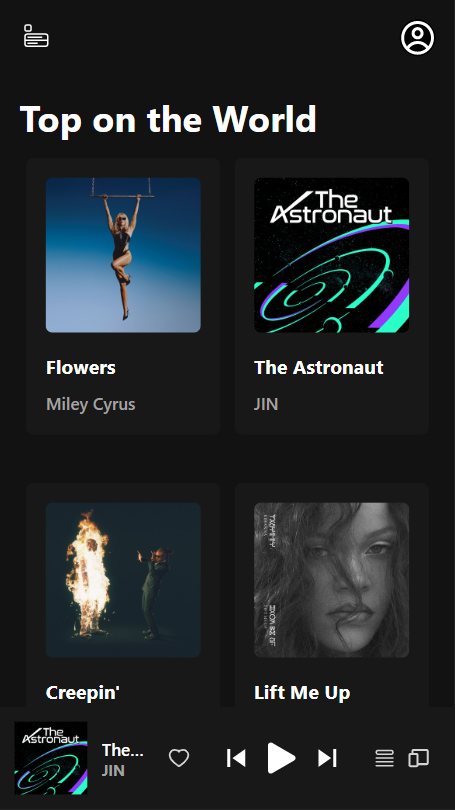 Top on the World
The
Astronaut
Flowers
Miley Cyrus
The Astronaut
JIN
Creepin'
Lift Me Up
The
Astronaut
The...
JIN